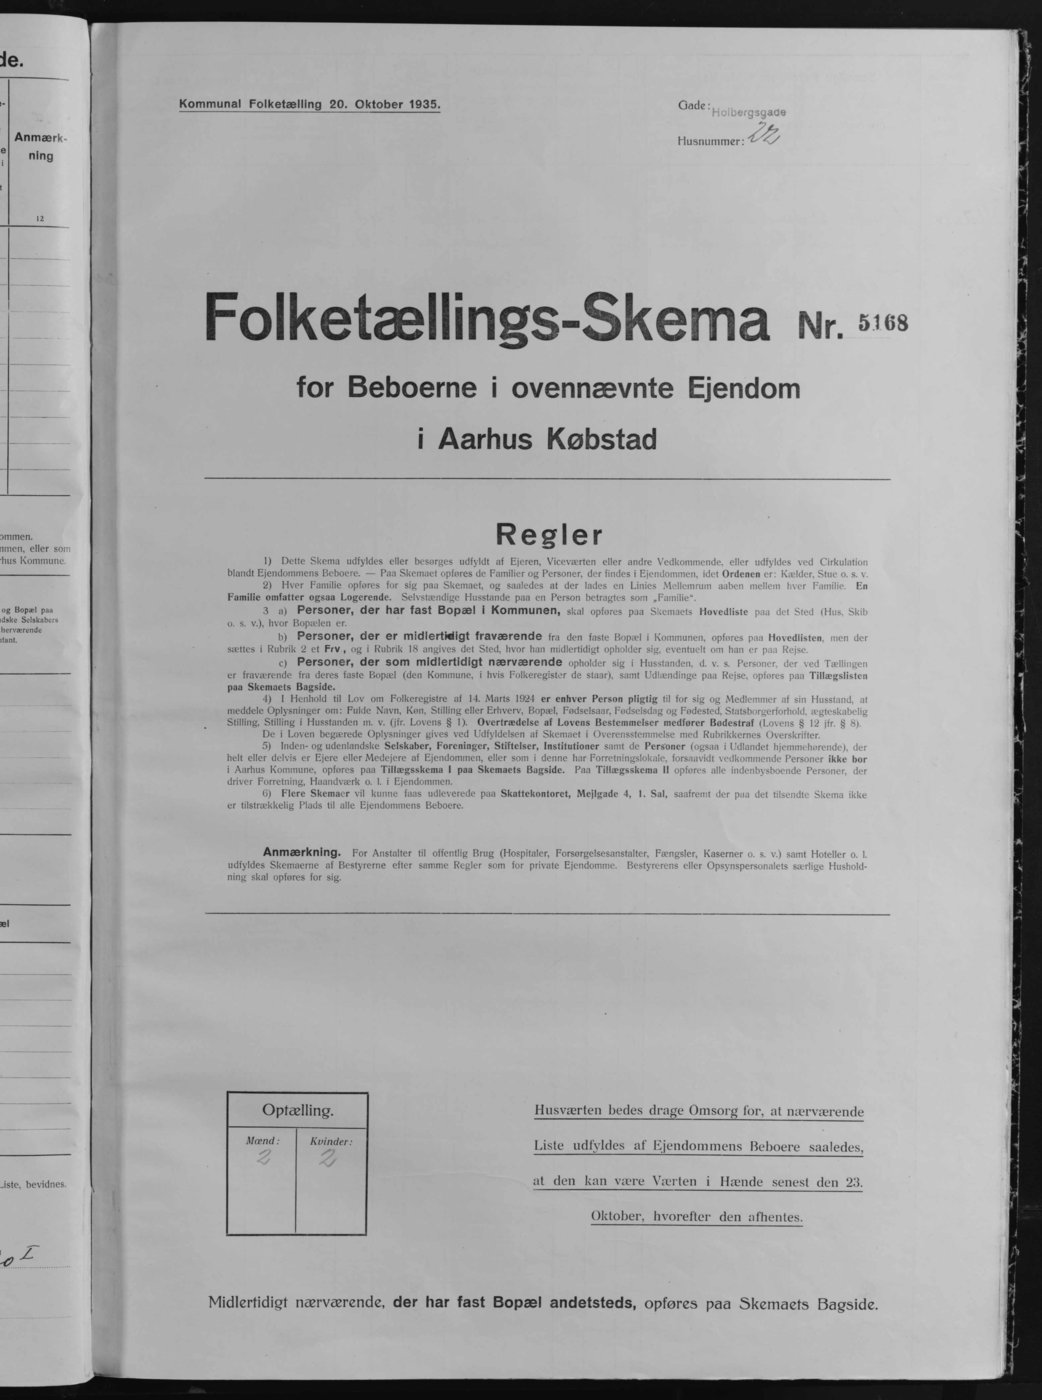 de.
Anmærk-
ning
12
Kommunal Folketælling 20. Oktober 1935.
Gade: Holbergsgade
Husnummer: 22
Folketællings-Skema Nr. 5168
for Beboerne i ovennævnte Ejendom
i Aarhus Købstad
Regler
1) Dette Skema udfyldes eller besørges udfyldt af Ejeren, Viceværten eller andre Vedkommende, eller udfyldes ved Cirkulation
blandt Ejendommens Beboere. — Paa Skemaet opføres de Familier og Personer, der findes i Ejendommen, idet Ordenen er: Kælder, Stue o. s. v.
2) Hver Familie opføres for sig paa Skemaet, og saaledes at der lades en Linies Mellemrum aaben mellem hver Familie. En
Familie omfatter ogsaa Logerende. Selvstændige Husstande paa en Person betragtes som „Familie“.
3 a) Personer, der har fast Bopæl i Kommunen, skal opføres paa Skemaets Hovedliste paa det Sted (Hus, Skib
o. s. v.), hvor Bopælen er.
b) Personer, der er midlertidigt fraværende fra den faste Bopæl i Kommunen, opføres paa Hovedlisten, men der
sættes i Rubrik 2 et Frv., og i Rubrik 18 angives det Sted, hvor han midlertidigt opholder sig, eventuelt om han er paa Rejse.
c) Personer, der som midlertidigt nærværende opholder sig i Husstanden, d. v. s. Personer, der ved Tællingen
er fraværende fra deres faste Bopæl (den Kommune, i hvis Folkeregister de staar), samt Udlændinge paa Rejse, opføres paa Tillægslisten
paa Skemaets Bagside.
4) I Henhold til Lov om Folkeregistre af 14. Marts 1924 er enhver Person pligtig til for sig og Medlemmer af sin Husstand, at
meddele Oplysninger om: Fulde Navn, Køn, Stilling eller Erhverv, Bopæl, Fødselsaar, Fødselsdag og Fødested, Statsborgerforhold, ægteskabelig
Stilling, Stilling i Husstanden m. v. (jfr. Lovens § 1). Overtrædelse af Lovens Bestemmelser medfører Bødestraf (Lovens § 12 jfr. § 8).
De i Loven begærede Oplysninger gives ved Udfyldelsen af Skemaet i Overensstemmelse med Rubrikkernes Overskrifter.
5) Inden- og udenlandske Selskaber, Foreninger, Stiftelser, Institutioner samt de Personer (ogsaa i Udlandet hjemmehørende), der
helt eller delvis er Ejere eller Medejere af Ejendommen, eller som i denne har Forretningslokale, forsaavidt vedkommende Personer ikke bor
i Aarhus Kommune, opføres paa Tillægsskema I paa Skemaets Bagside. Paa Tillægsskema II opføres alle indenbysboende Personer, der
driver Forretning, Haandværk o. l. i Ejendommen.
6) Flere Skemaer vil kunne faas udleverede paa Skattekontoret, Mejlgade 4, 1. Sal, saafremt der paa det tilsendte Skema ikke
er tilstrækkelig Plads til alle Ejendommens Beboere.
Anmærkning. For Anstalter til offentlig Brug (Hospitaler, Forsørgelsesanstalter, Fængsler, Kaserner o. s. v.) samt Hoteller o. l.
udfyldes Skemaerne af Bestyrerne efter samme Regler som for private Ejendomme. Bestyrerens eller Opsynspersonalets særlige Hushold-
ning skal opføres for sig.
Optælling.
Mænd: Kvinder:
2 2
Husværten bedes drage Omsorg for, at nærværende
Liste udfyldes af Ejendommens Beboere saaledes,
at den kan være Værten i Hænde senest den 23.
Oktober, hvorefter den afhentes.
Midlertidigt nærværende, der har fast Bopæl andetsteds, opføres paa Skemaets Bagside.
ommen.
mmen, eller som
rhus Kommune.
og Bopæl paa
ndske Selskabers
herværende
æl
Liste, bevidnes.